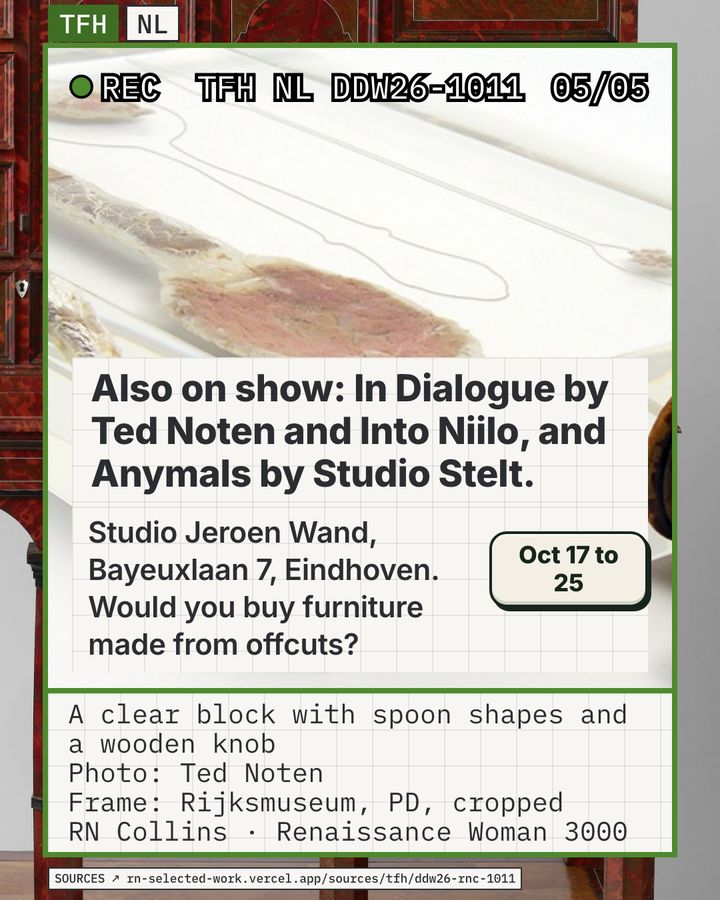 TFH NL
REC TFH NL DDW26-1011 05/05
Also on show: In Dialogue by
Ted Noten and Into Niilo, and
Anymals by Studio Stelt.
Studio Jeroen Wand,
Bayeuxlaan 7, Eindhoven.
Would you buy furniture
made from offcuts?
Oct 17 to
25
A clear block with spoon shapes and
a wooden knob
Photo: Ted Noten
Frame: Rijksmuseum, PD, cropped
RN Collins · Renaissance Woman 3000
SOURCES ↗ rn-selected-work.vercel.app/sources/tfh/ddw26-rnc-1011